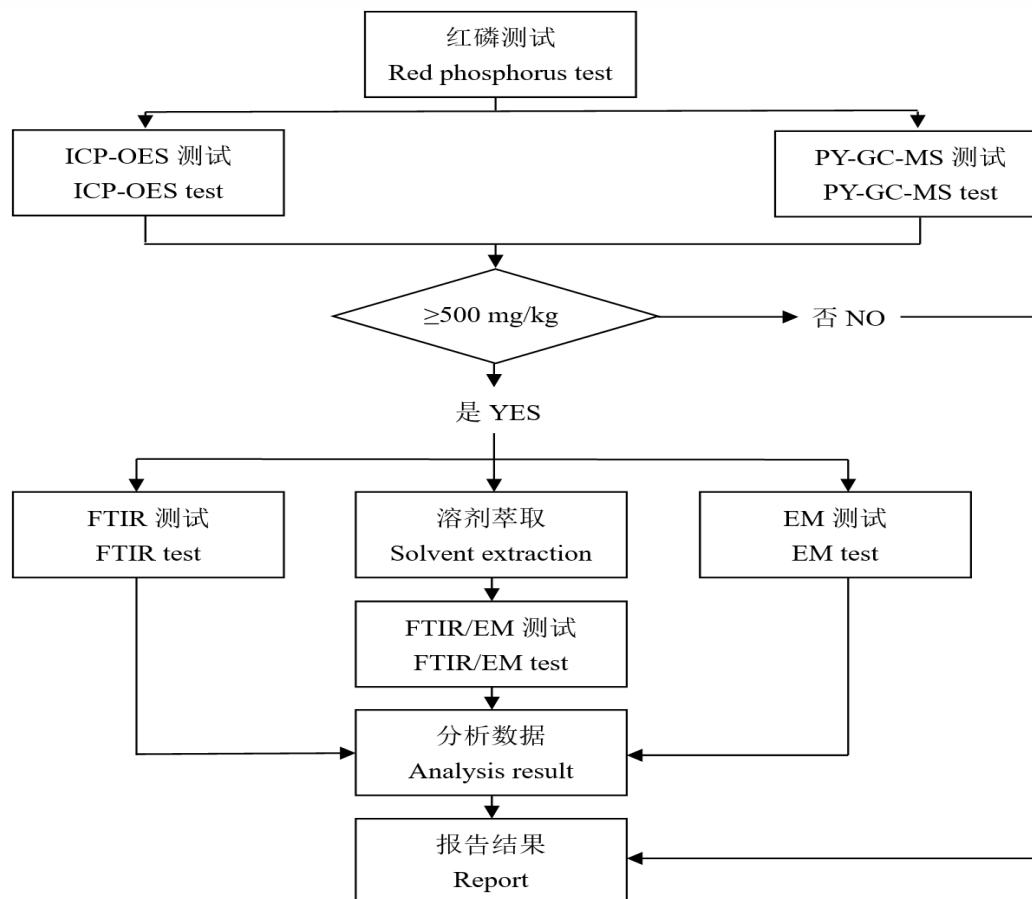 红磷测试
Red phosphorus test
ICP-OES 测试
ICP-OES test
PY-GC-MS 测试
PY-GC-MS test
≥500 mg/kg
否 NO
是 YES
FTIR 测试
FTIR test
溶剂萃取
Solvent extraction
EM 测试
EM test
FTIR/EM 测试
FTIR/EM test
分析数据
Analysis result
报告结果
Report